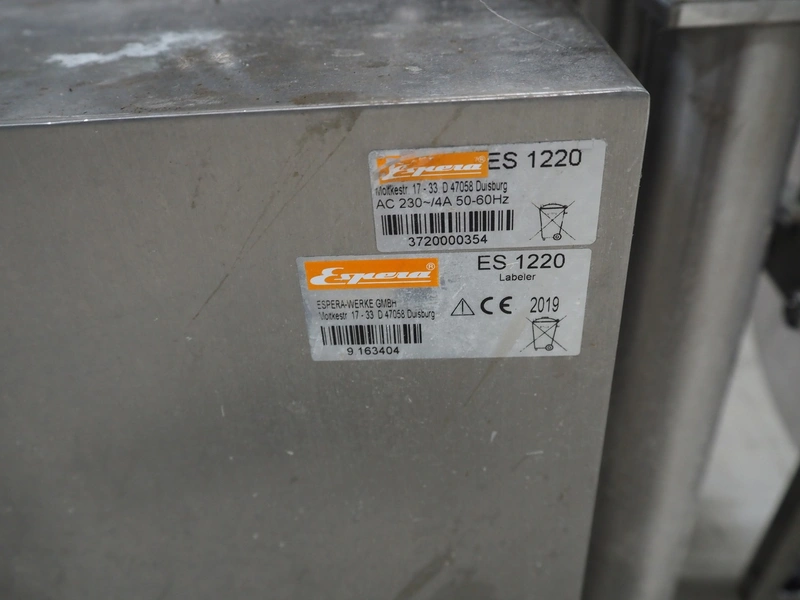 Espera ES 1220
Moltkestr 17 - 33 D 47058 Duisburg
AC 230~/4A 50-60Hz
3720000354
Espera® ES 1220
Labeler
ESPERA-WERKE GMBH
Moltkestr 17 - 33 D 47058 Duisburg
CE 2019
9 163404